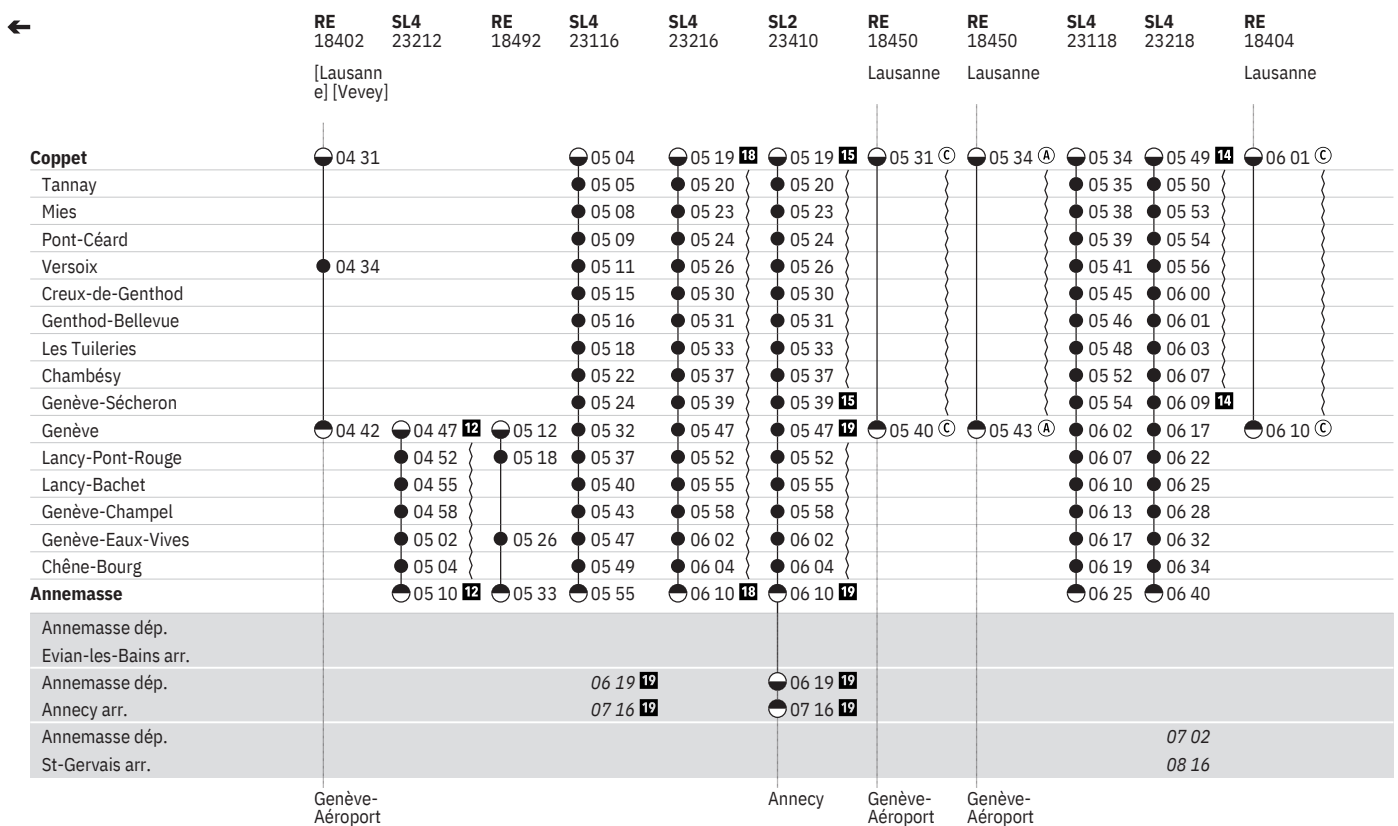 ← RE SL4 RE SL4 SL4 SL2 RE RE SL4 SL4 RE
18402 23212 18492 23116 23216 23410 18450 18450 23118 23218 18404
[Lausann Lausanne Lausanne Lausanne
e] [Vevey]
Coppet 04 31 05 04 05 19 18 05 19 15 05 31 Ⓒ 05 34 Ⓐ 05 34 05 49 14 06 01 Ⓒ
Tannay 05 05 05 20 05 20 05 35 05 50
Mies 05 08 05 23 05 23 05 38 05 53
Pont-Céard 05 09 05 24 05 24 05 39 05 54
Versoix 04 34 05 11 05 26 05 26 05 41 05 56
Creux-de-Genthod 05 15 05 30 05 30 05 45 06 00
Genthod-Bellevue 05 16 05 31 05 31 05 46 06 01
Les Tuileries 05 18 05 33 05 33 05 48 06 03
Chambésy 05 22 05 37 05 37 05 52 06 07
Genève-Sécheron 05 24 05 39 05 39 15 05 54 06 09 14
Genève 04 42 04 47 12 05 12 05 32 05 47 05 47 19 05 40 Ⓒ 05 43 Ⓐ 06 02 06 17 06 10 Ⓒ
Lancy-Pont-Rouge 04 52 05 18 05 37 05 52 05 52 06 07 06 22
Lancy-Bachet 04 55 05 40 05 55 05 55 06 10 06 25
Genève-Champel 04 58 05 43 05 58 05 58 06 13 06 28
Genève-Eaux-Vives 05 02 05 26 05 47 06 02 06 02 06 17 06 32
Chêne-Bourg 05 04 05 49 06 04 06 04 06 19 06 34
Annemasse 05 10 12 05 33 05 55 06 10 18 06 10 19 06 25 06 40
Annemasse dép.
Evian-les-Bains arr.
Annemasse dép. 06 19 19 06 19 19
Annecy arr. 07 16 19 07 16 19
Annemasse dép. 07 02
St-Gervais arr. 08 16
Genève- Annecy Genève- Genève-
Aéroport Aéroport Aéroport